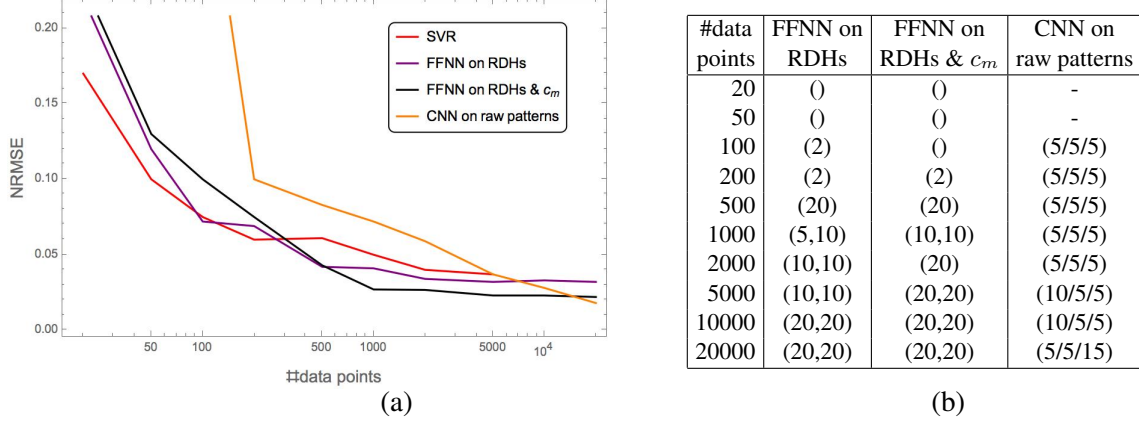 0.20
0.15
0.10
0.05
0.00
NRMSE
SVR
FFNN on RDHs
FFNN on RDHs & c_m
CNN on raw patterns
50 100 500 1000 5000 10^4
#data points
(a)
#data FFNN on FFNN on CNN on
points RDHs RDHs & c_m raw patterns
20 () () -
50 () () -
100 (2) () (5/5/5)
200 (2) (2) (5/5/5)
500 (20) (20) (5/5/5)
1000 (5,10) (10,10) (5/5/5)
2000 (10,10) (20) (5/5/5)
5000 (10,10) (20,20) (10/5/5)
10000 (20,20) (20,20) (10/5/5)
20000 (20,20) (20,20) (5/5/15)
(b)